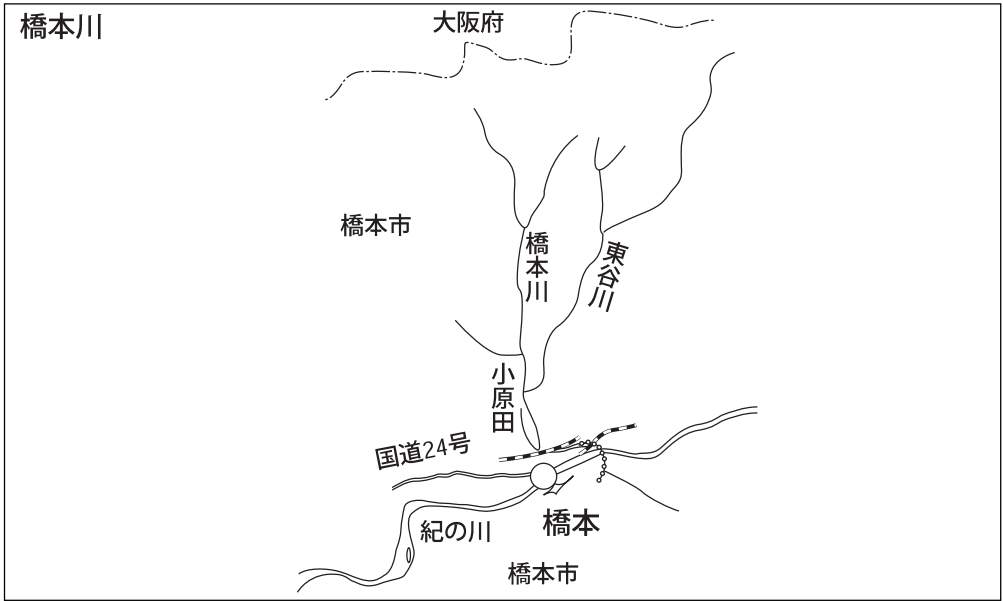 橋本川
大阪府
橋本市
橋本川
東谷川
小原田
国道24号
紀の川
橋本
橋本市